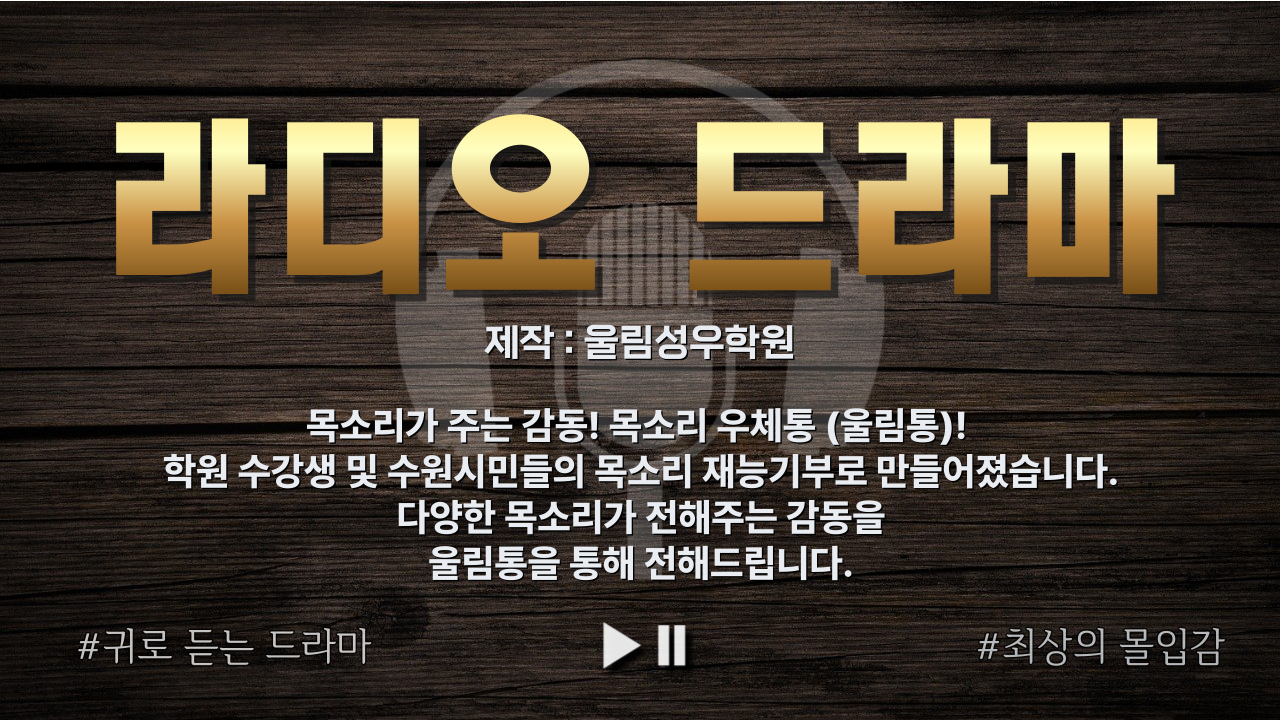 라디오 드라마
제작 : 울림성우학원
목소리가 주는 감동! 목소리 우체통 (울림통)!
학원 수강생 및 수원시민들의 목소리 재능기부로 만들어졌습니다.
다양한 목소리가 전해주는 감동을
울림통을 통해 전해드립니다.
#귀로 듣는 드라마
#최상의 몰입감